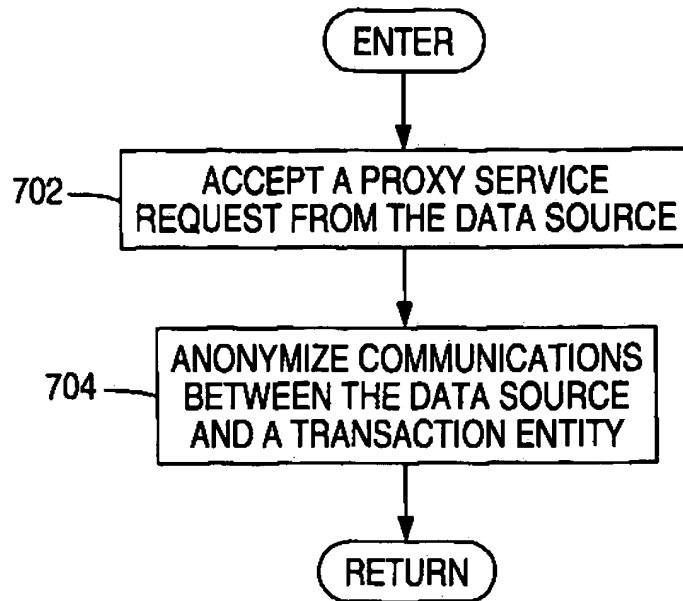 ENTER
702
ACCEPT A PROXY SERVICE
REQUEST FROM THE DATA SOURCE
704
ANONYMIZE COMMUNICATIONS
BETWEEN THE DATA SOURCE
AND A TRANSACTION ENTITY
RETURN